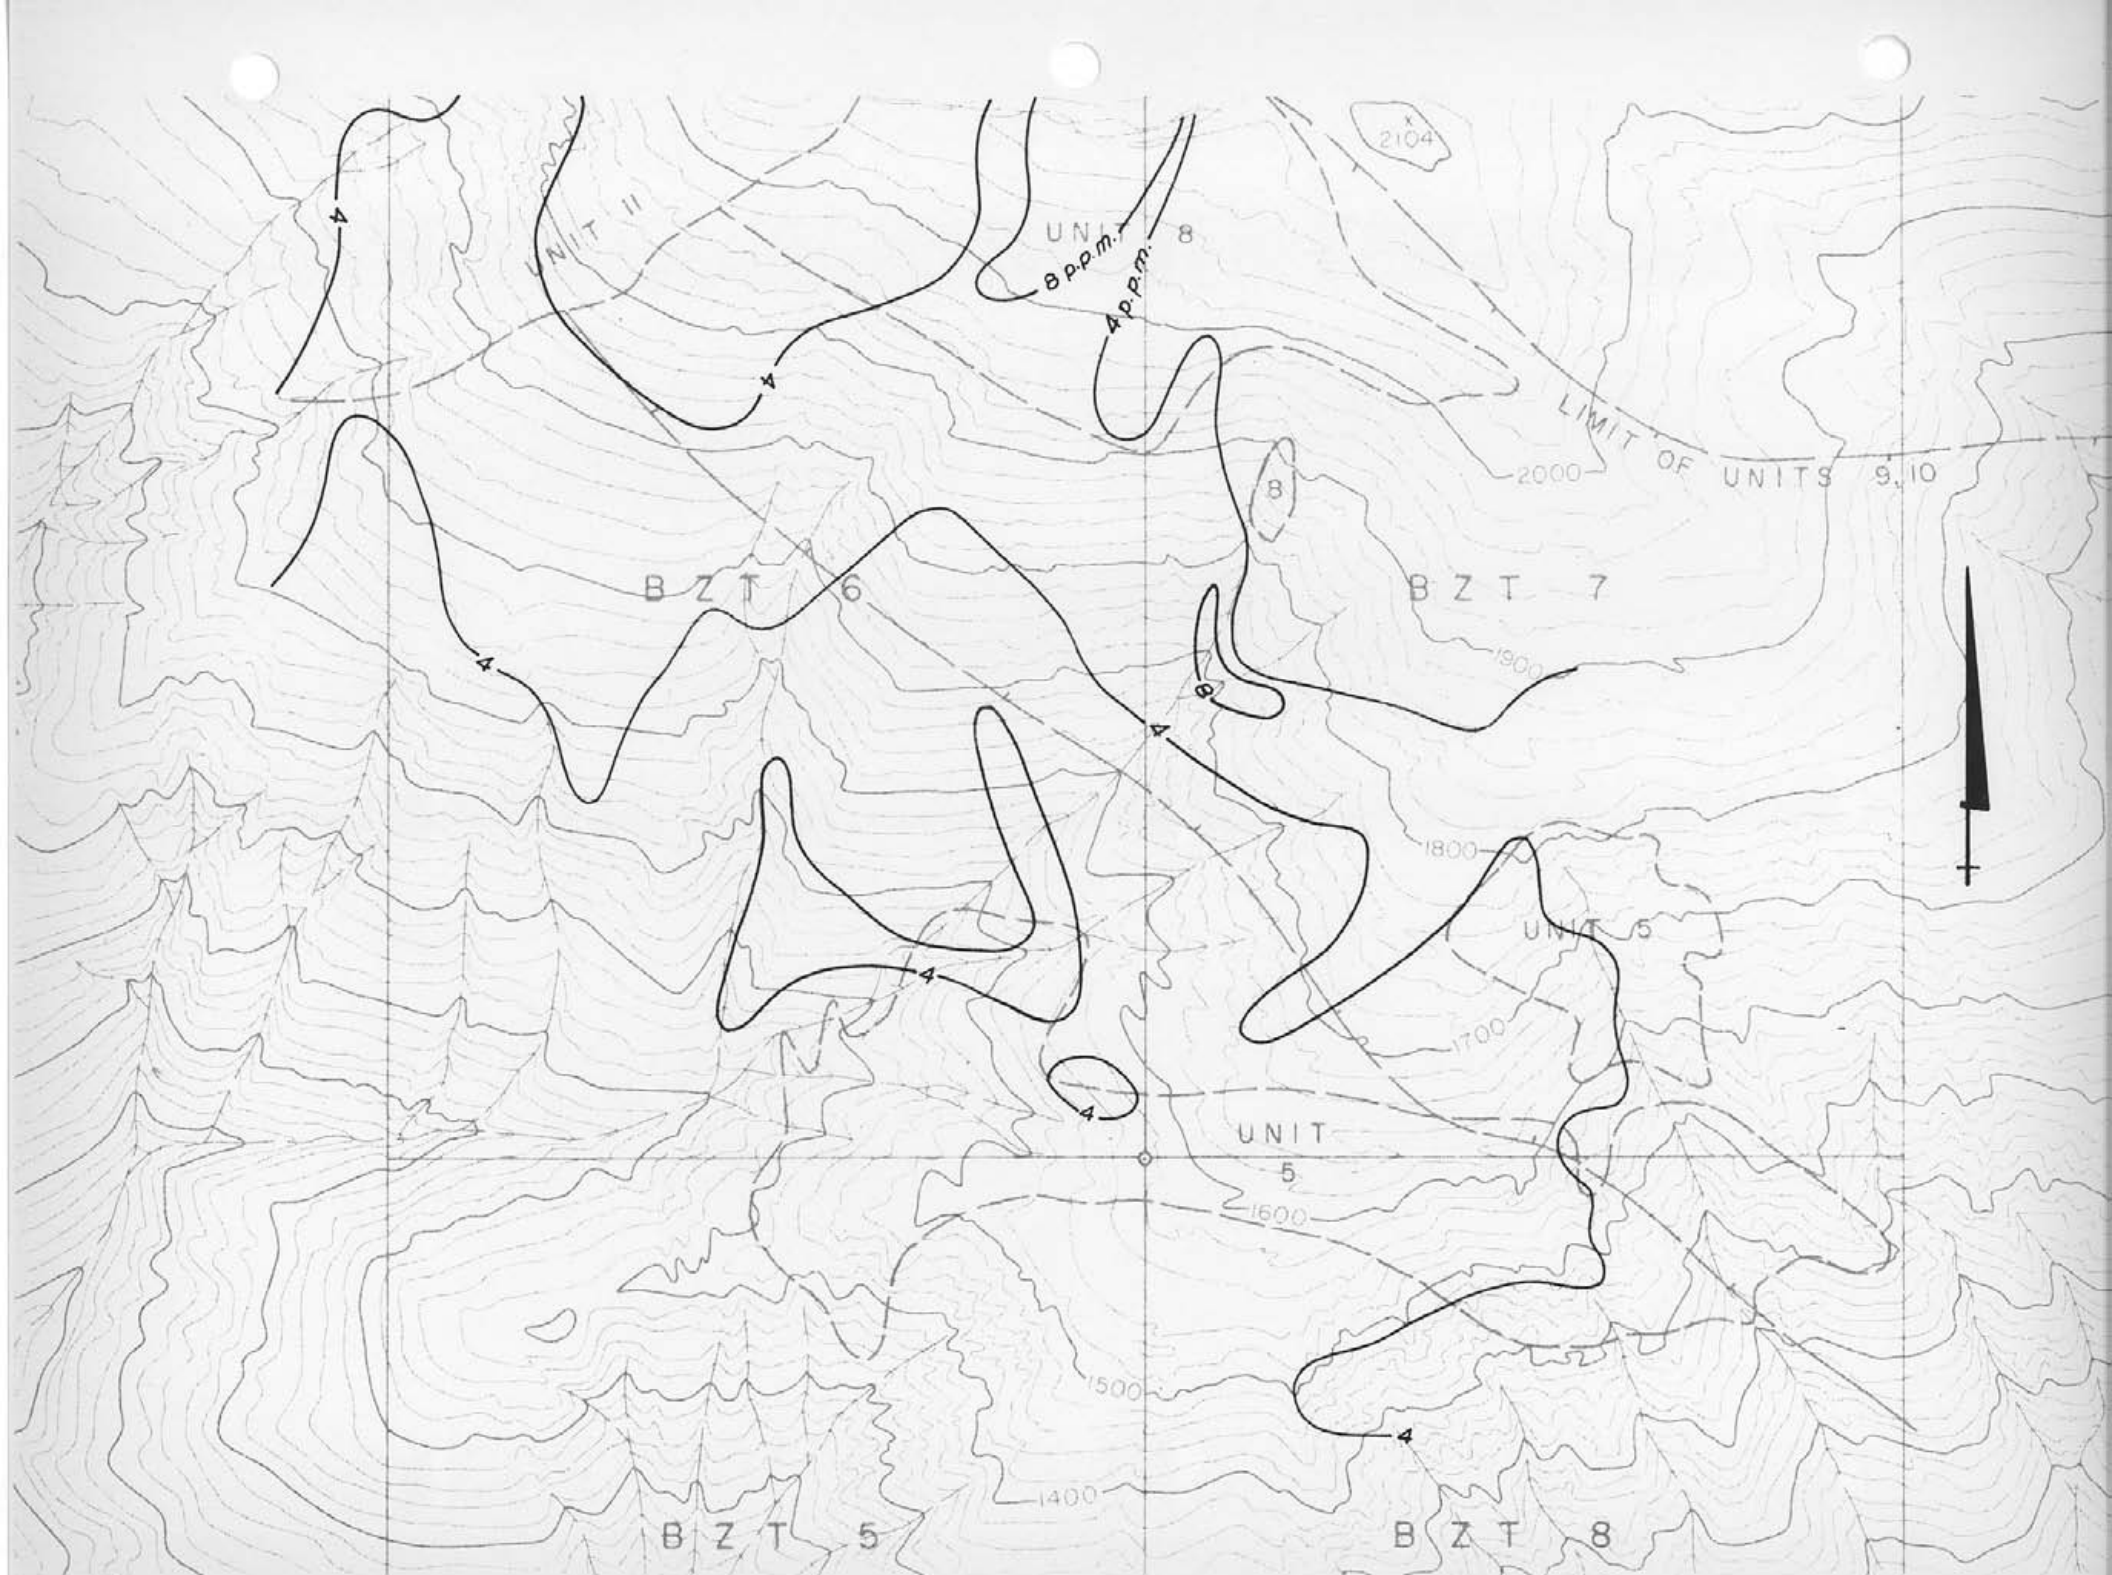 2104
4
UNIT 11
UNIT 8
8 p.p.m.
4 p.p.m.
4
LIMIT OF UNITS 9,10
2000
8
BZT 6
BZT 7
4
1900
8
4
1800
UNIT 5
4
1700
4
UNIT
5
1600
1500
4
1400
BZT 5
BZT 8